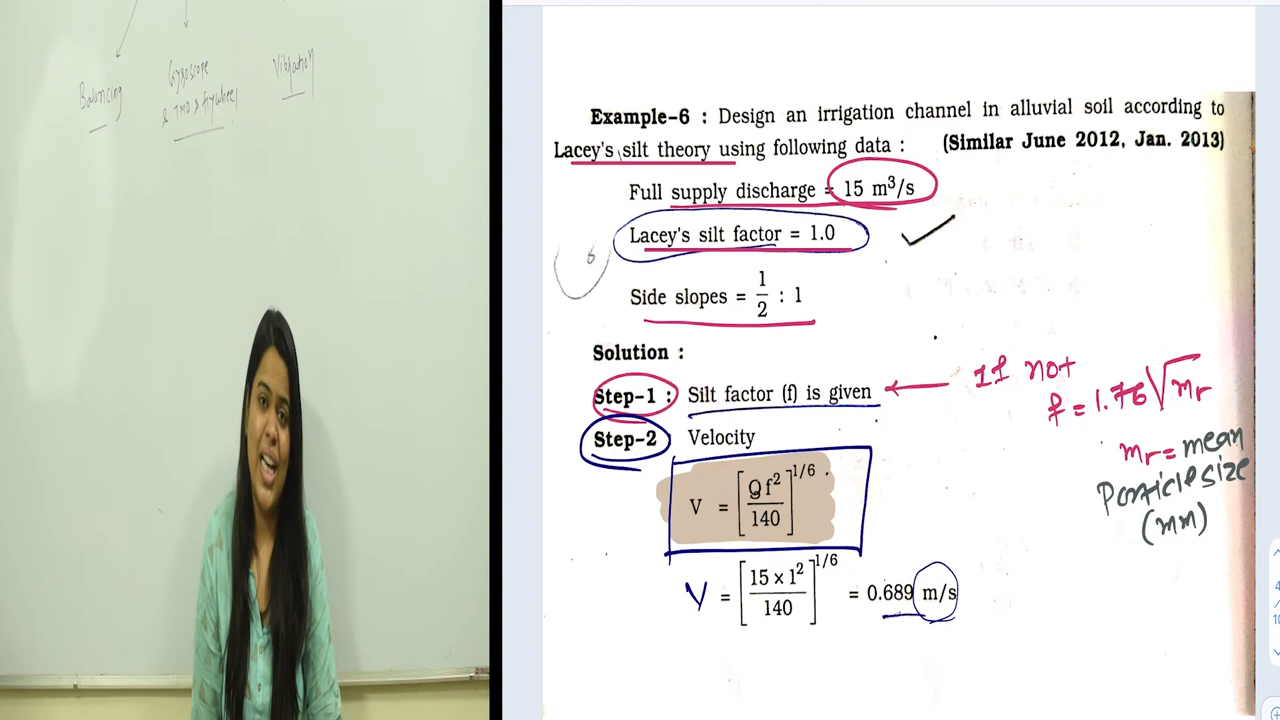 Balancing
Gyroscope
& TMD & flywheel
Vibration
Example-6 : Design an irrigation channel in alluvial soil according to
Lacey's silt theory using following data : (Similar June 2012, Jan. 2013)
Full supply discharge = 15 m³/s
Lacey's silt factor = 1.0
6
Side slopes = 1/2 : 1
Solution :
Step-1 : Silt factor (f) is given
If not
f = 1.76√mr
Step-2 Velocity
mr = mean
Particle size
(mm)
V = [Qf²/140]^1/6
V = [15 × 1²/140]^1/6 = 0.689 m/s